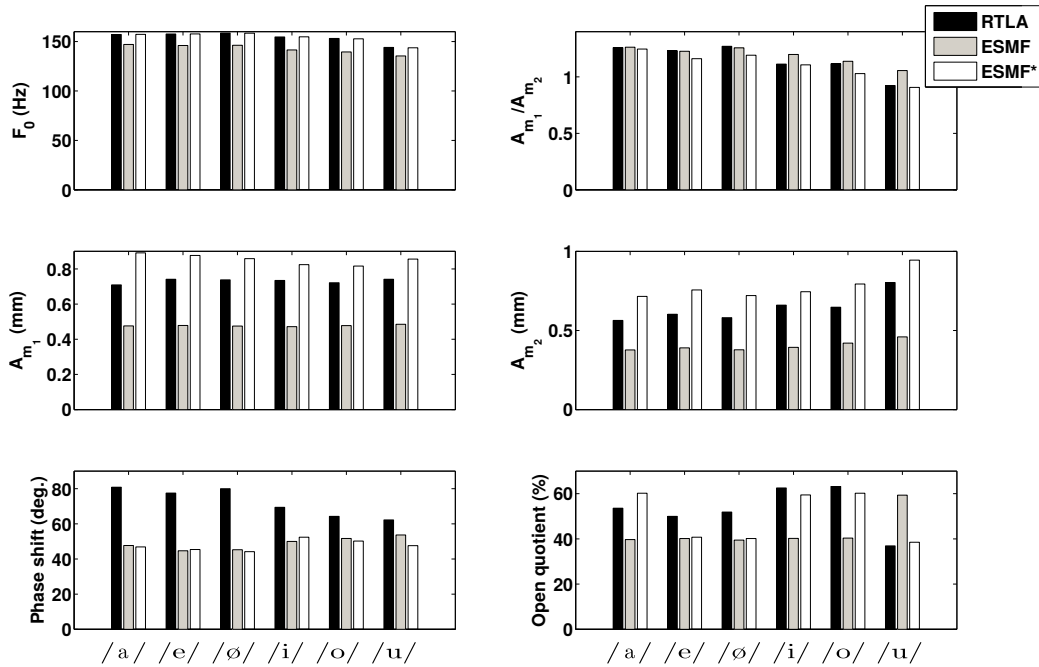 RTLA
ESMF
ESMF*
F0 (Hz)
150
100
50
0
Am1/Am2
1
0.5
0
Am1 (mm)
0.8
0.6
0.4
0.2
0
Am2 (mm)
1
0.5
0
Phase shift (deg.)
80
60
40
20
0
/a/ /e/ /ø/ /i/ /o/ /u/
Open quotient (%)
60
40
20
0
/a/ /e/ /ø/ /i/ /o/ /u/